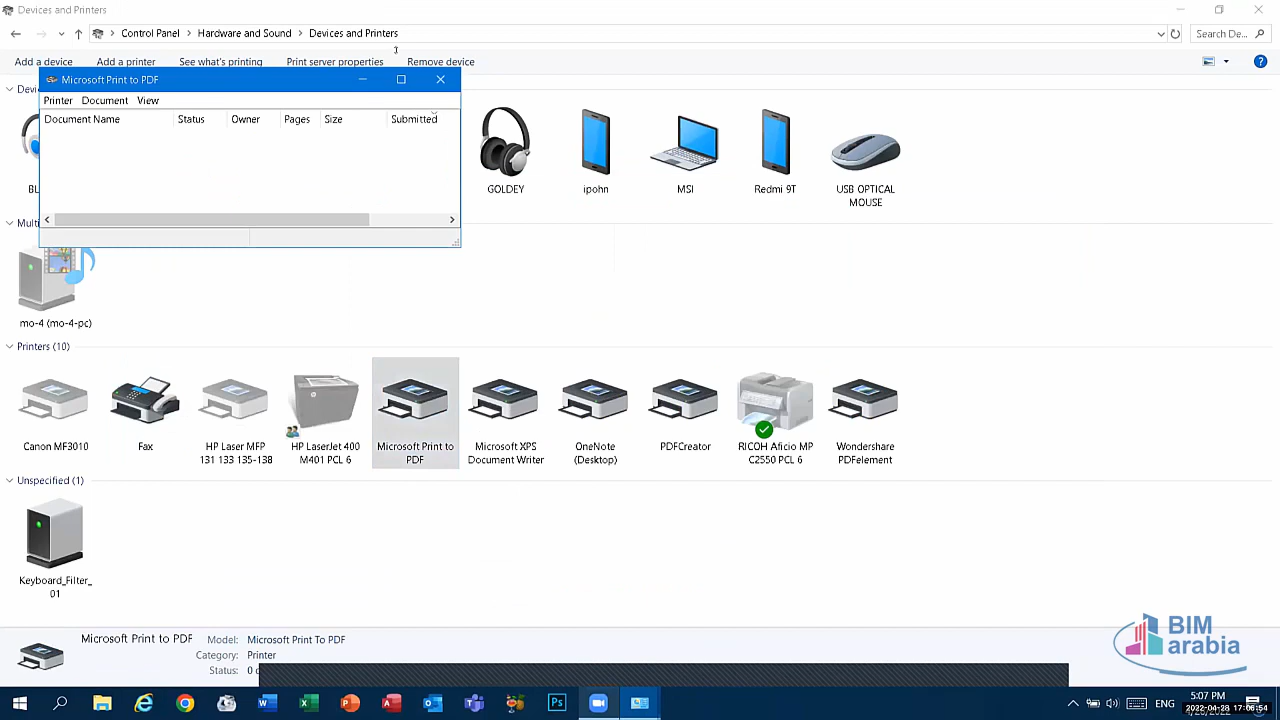 Devices and Printers
Control Panel > Hardware and Sound > Devices and Printers
Search De...
Add a device Add a printer See what's printing Print server properties Remove device
Microsoft Print to PDF
Printer Document View
Document Name Status Owner Pages Size Submitted
Devi
BL
GOLDEY
ipohn
MSI
Redmi 9T
USB OPTICAL
MOUSE
Multi
mo-4 (mo-4-pc)
Printers (10)
Canon MF3010
Fax
HP Laser MFP
131 133 135-138
HP LaserJet 400
M401 PCL 6
Microsoft Print to
PDF
Microsoft XPS
Document Writer
OneNote
(Desktop)
PDFCreator
RICOH Aficio MP
C2550 PCL 6
Wondershare
PDFelement
Unspecified (1)
Keyboard_Filter_
01
Microsoft Print to PDF
Model: Microsoft Print To PDF
Category: Printer
Status: 0
BIM
arabia
Ps
ENG
5:07 PM
2022-04-28 17:06:54